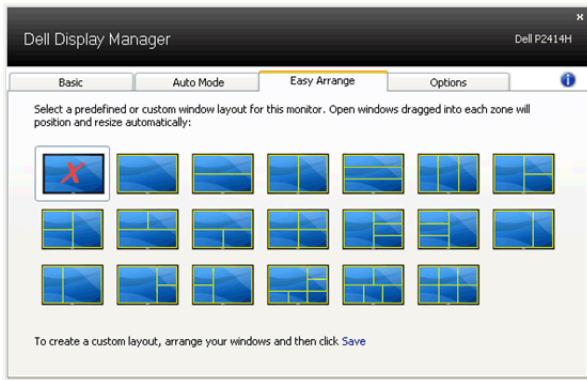 Dell Display Manager
Dell P2414H
Basic
Auto Mode
Easy Arrange
Options
Select a predefined or custom window layout for this monitor. Open windows dragged into each zone will
position and resize automatically:
To create a custom layout, arrange your windows and then click Save